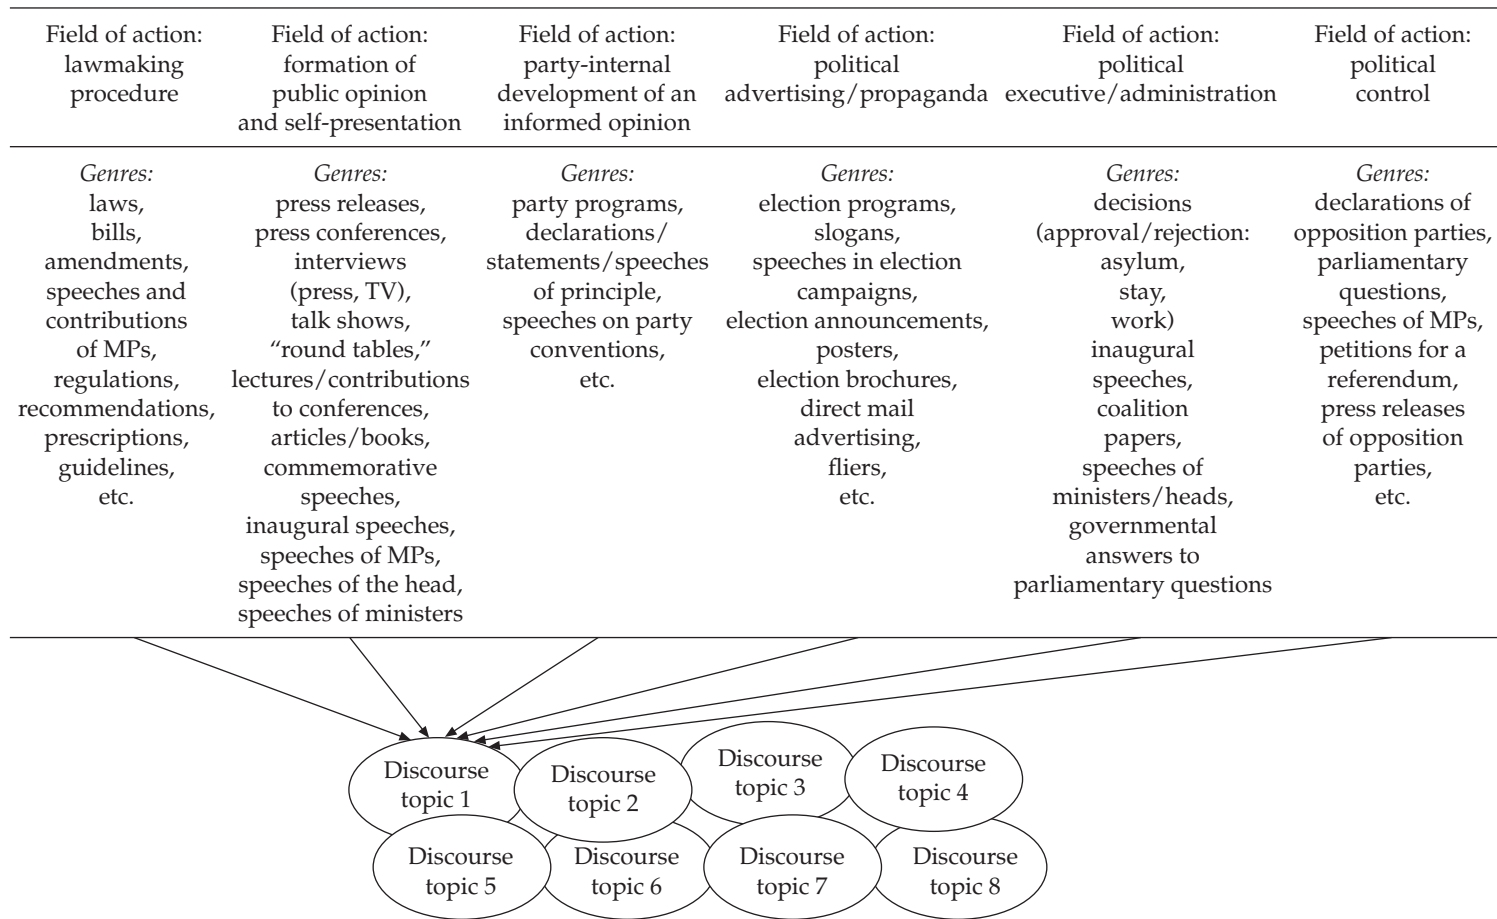 Field of action:
lawmaking
procedure
Field of action:
formation of
public opinion
and self-presentation
Field of action:
party-internal
development of an
informed opinion
Field of action:
political
advertising/propaganda
Field of action:
political
executive/administration
Field of action:
political
control
Genres:
laws,
bills,
amendments,
speeches and
contributions
of MPs,
regulations,
recommendations,
prescriptions,
guidelines,
etc.
Genres:
press releases,
press conferences,
interviews
(press, TV),
talk shows,
“round tables,”
lectures/contributions
to conferences,
articles/books,
commemorative
speeches,
inaugural speeches,
speeches of MPs,
speeches of the head,
speeches of ministers
Genres:
party programs,
declarations/
statements/speeches
of principle,
speeches on party
conventions,
etc.
Genres:
election programs,
slogans,
speeches in election
campaigns,
election announcements,
posters,
election brochures,
direct mail
advertising,
fliers,
etc.
Genres:
decisions
(approval/rejection:
asylum,
stay,
work)
inaugural
speeches,
coalition
papers,
speeches of
ministers/heads,
governmental
answers to
parliamentary questions
Genres:
declarations of
opposition parties,
parliamentary
questions,
speeches of MPs,
petitions for a
referendum,
press releases
of opposition
parties,
etc.
Discourse
topic 1
Discourse
topic 2
Discourse
topic 3
Discourse
topic 4
Discourse
topic 5
Discourse
topic 6
Discourse
topic 7
Discourse
topic 8